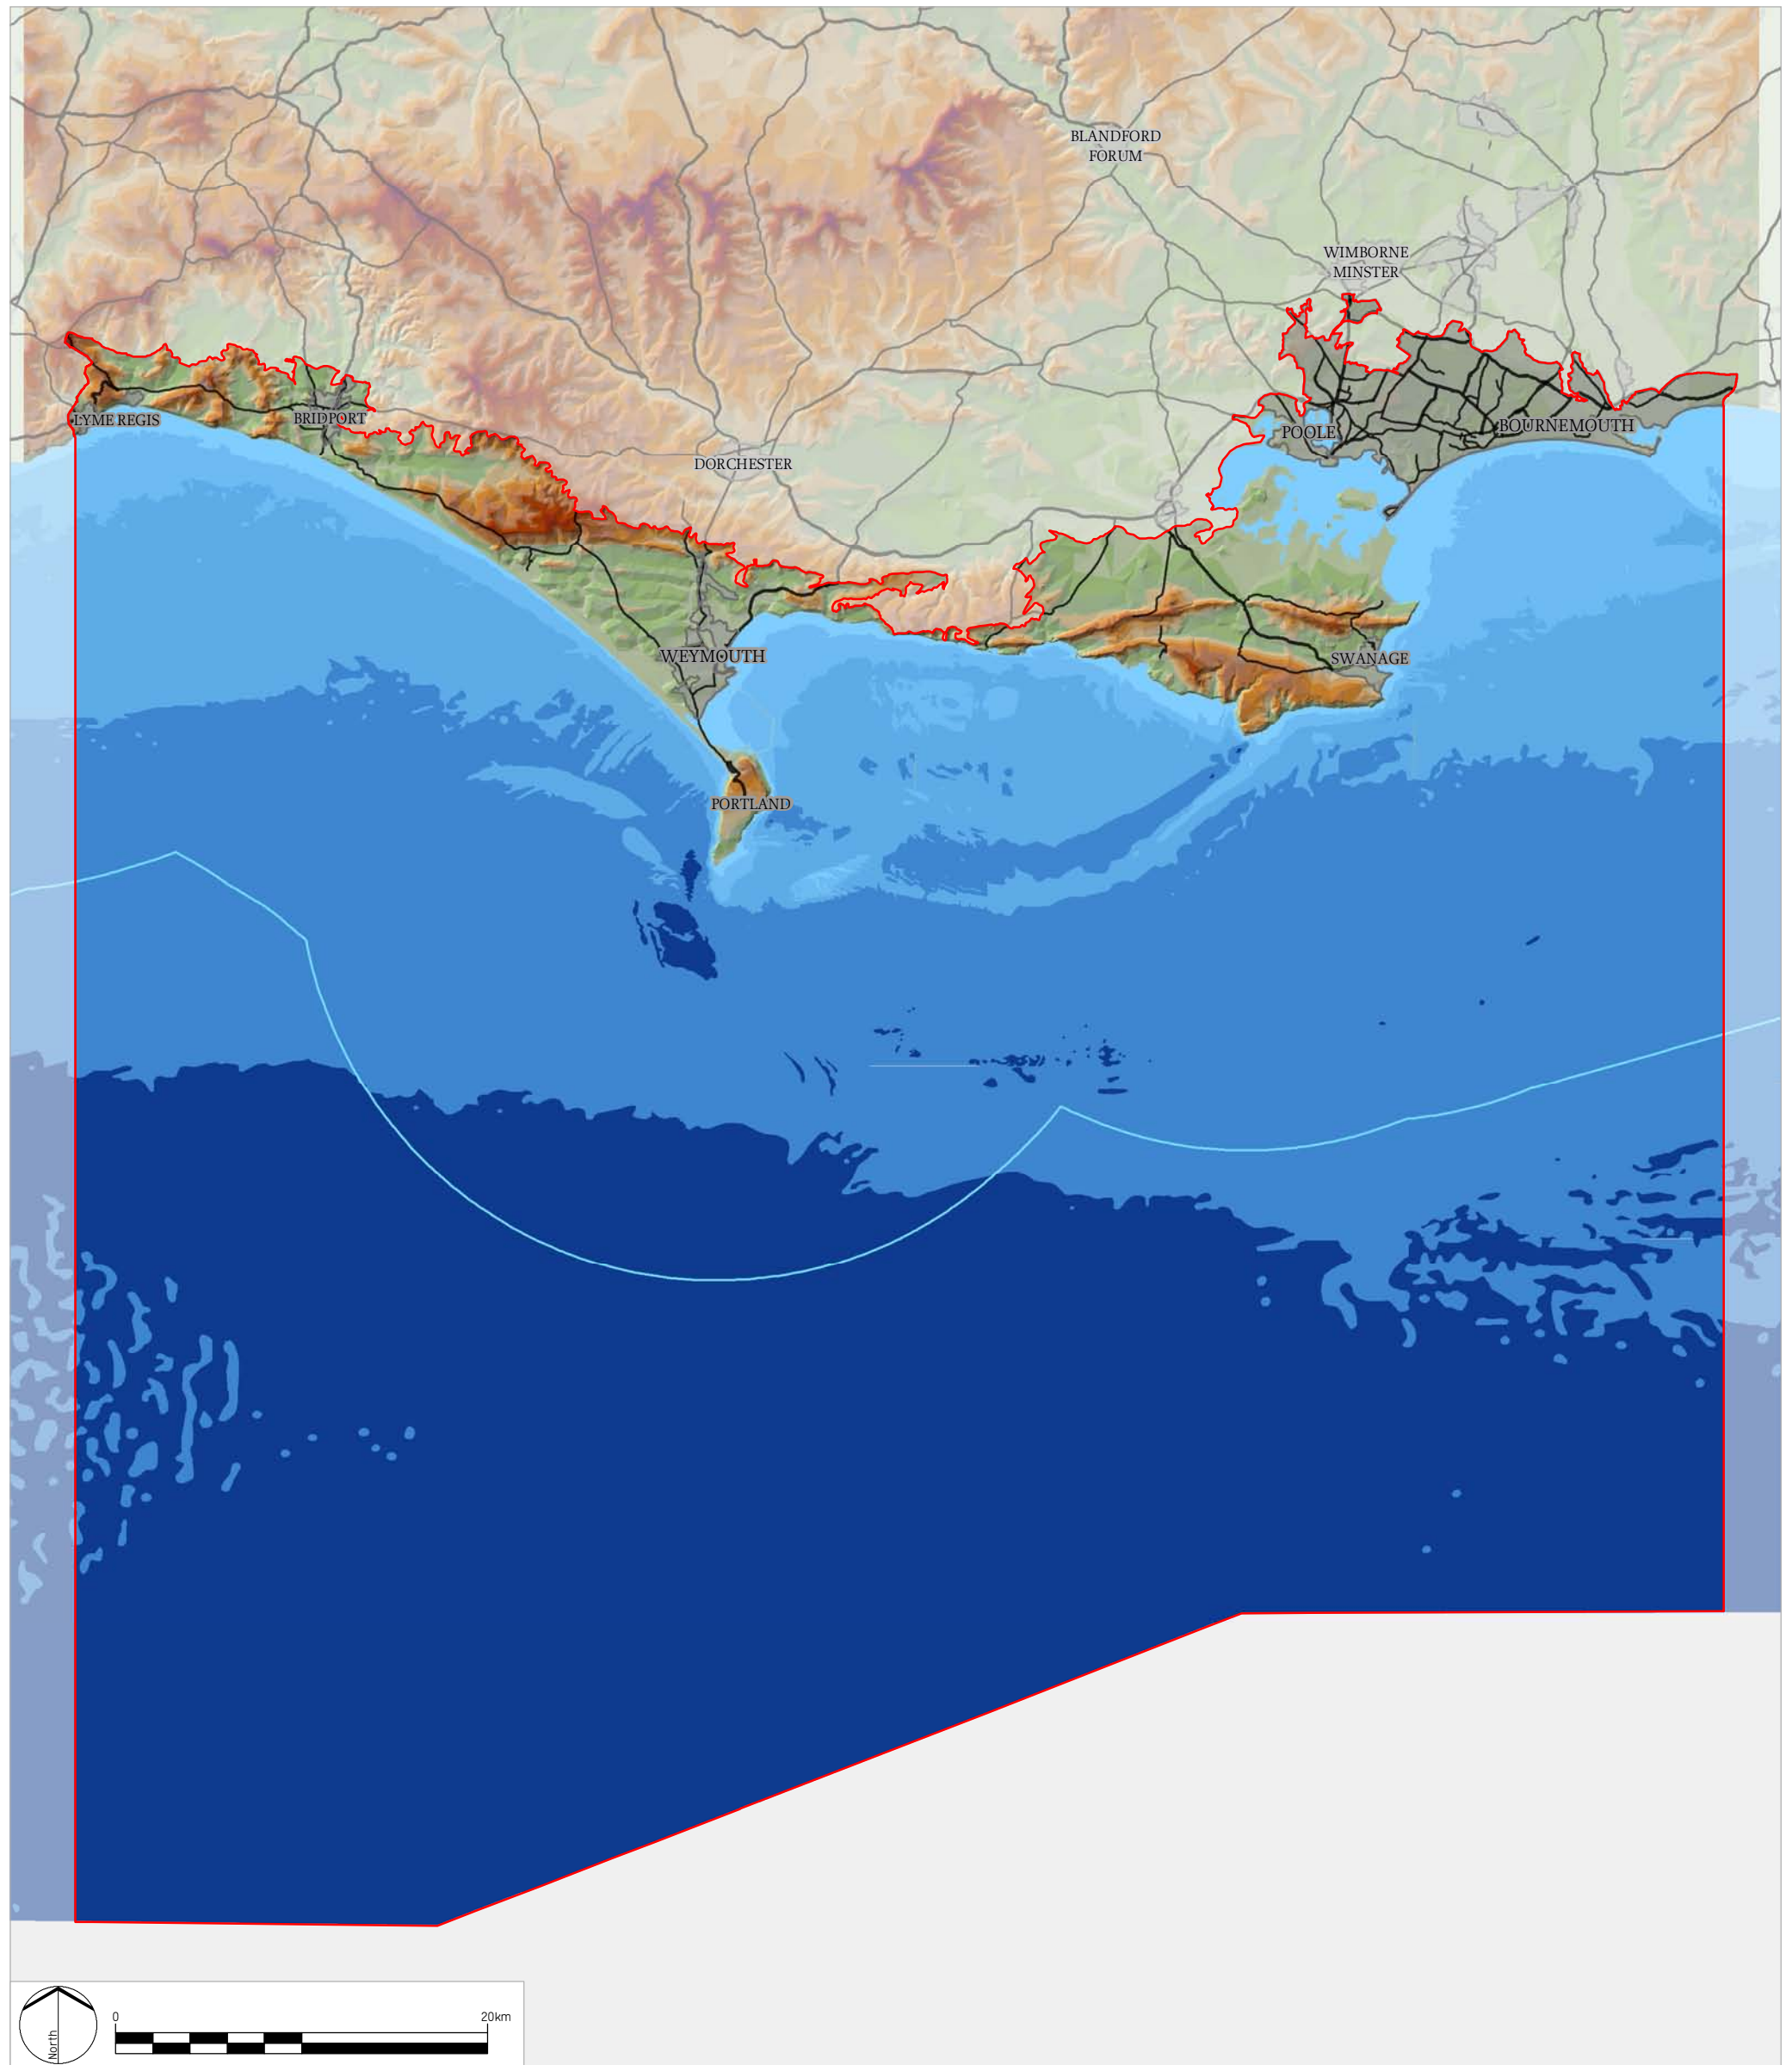 BLANDFORD
FORUM
WIMBORNE
MINSTER
LYME REGIS
BRIDPORT
POOLE
BOURNEMOUTH
DORCHESTER
WEYMOUTH
SWANAGE
PORTLAND
North
0
20km